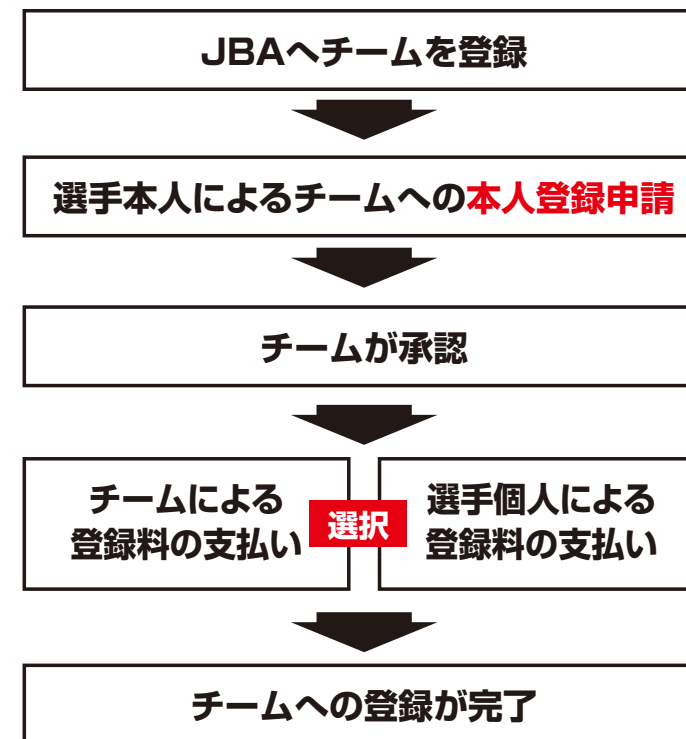 JBAへチームを登録
選手本人によるチームへの本人登録申請
チームが承認
チームによる
登録料の支払い
選択
選手個人による
登録料の支払い
チームへの登録が完了